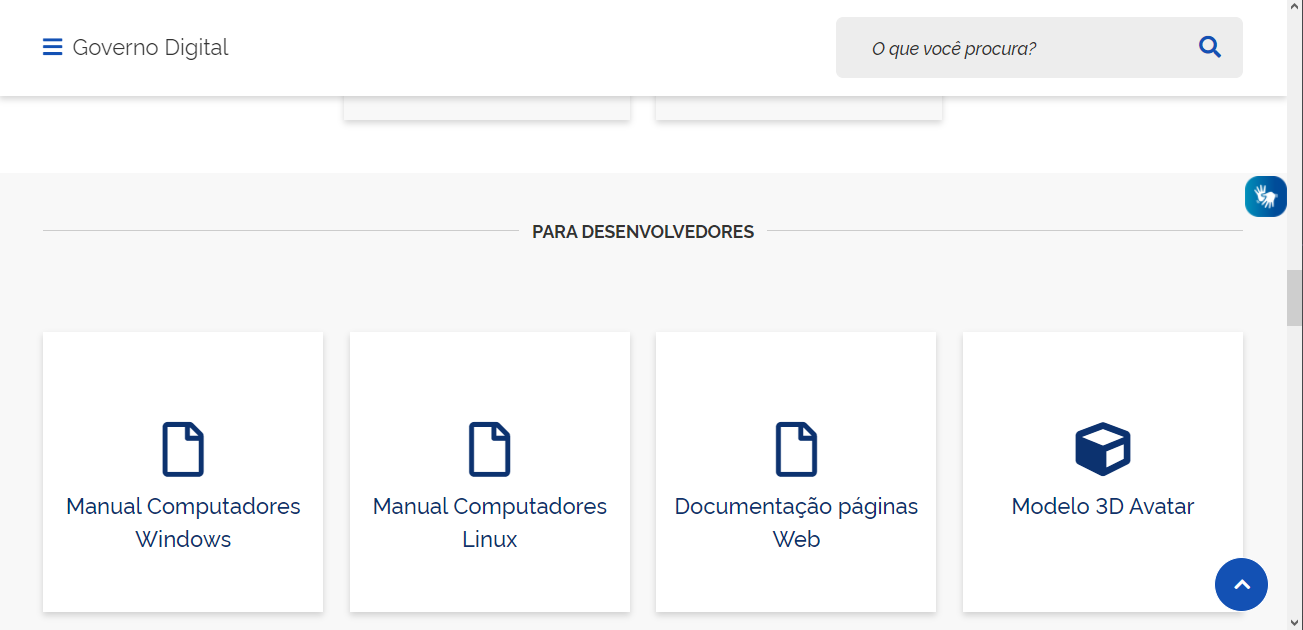 Governo Digital
O que você procura?
PARA DESENVOLVEDORES
Manual Computadores
Windows
Manual Computadores
Linux
Documentação páginas
Web
Modelo 3D Avatar